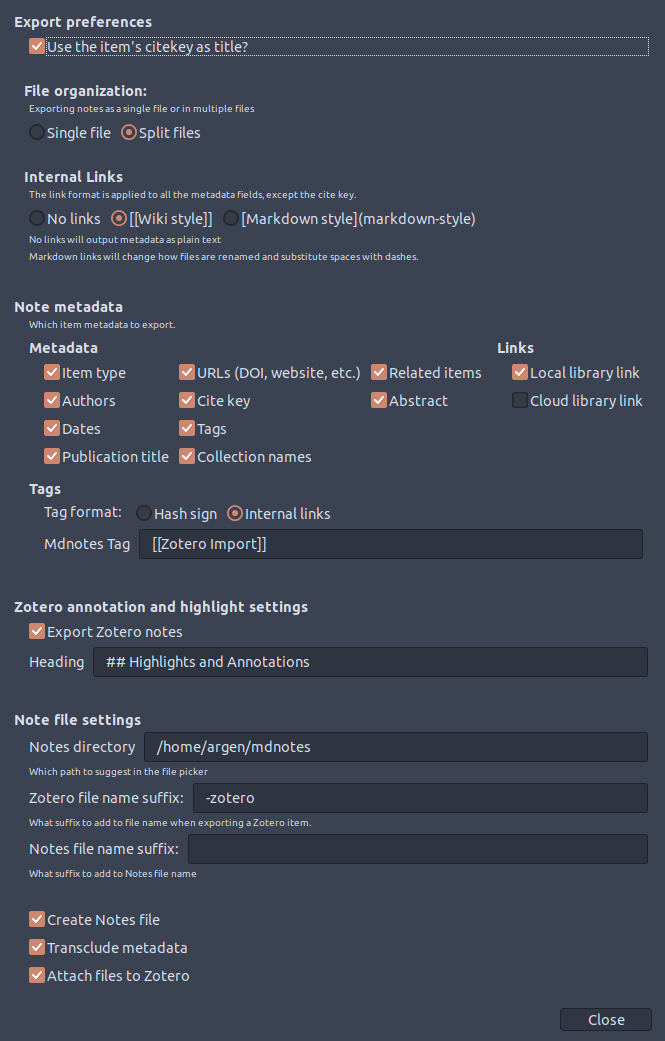 Export preferences
Use the item's citekey as title?
File organization:
Exporting notes as a single file or in multiple files
Single file Split files
Internal Links
The link format is applied to all the metadata fields, except the cite key.
No links [[Wiki style]] [Markdown style](markdown-style)
No links will output metadata as plain text
Markdown links will change how files are renamed and substitute spaces with dashes.
Note metadata
Which item metadata to export.
Metadata Links
Item type URLs (DOI, website, etc.) Related items Local library link
Authors Cite key Abstract Cloud library link
Dates Tags
Publication title Collection names
Tags
Tag format: Hash sign Internal links
Mdnotes Tag [[Zotero Import]]
Zotero annotation and highlight settings
Export Zotero notes
Heading ## Highlights and Annotations
Note file settings
Notes directory /home/argen/mdnotes
Which path to suggest in the file picker
Zotero file name suffix: -zotero
What suffix to add to file name when exporting a Zotero item.
Notes file name suffix:
What suffix to add to Notes file name
Create Notes file
Transclude metadata
Attach files to Zotero
Close